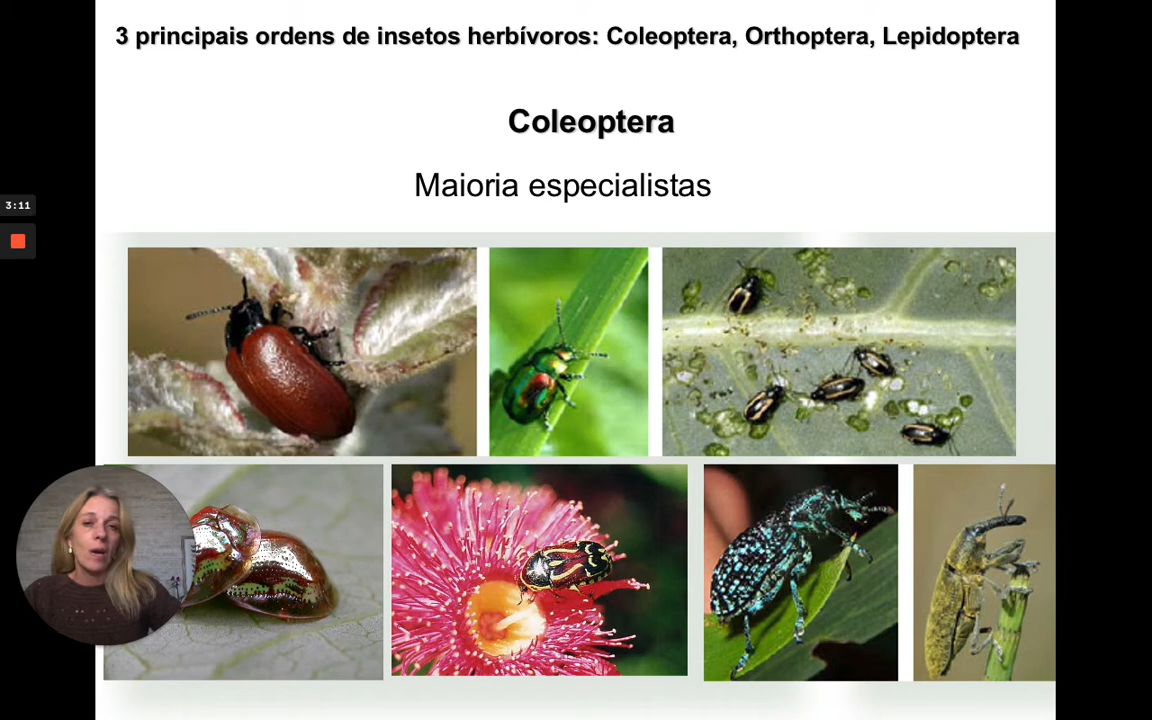 3 principais ordens de insetos herbívoros: Coleoptera, Orthoptera, Lepidoptera
Coleoptera
Maioria especialistas
3:11